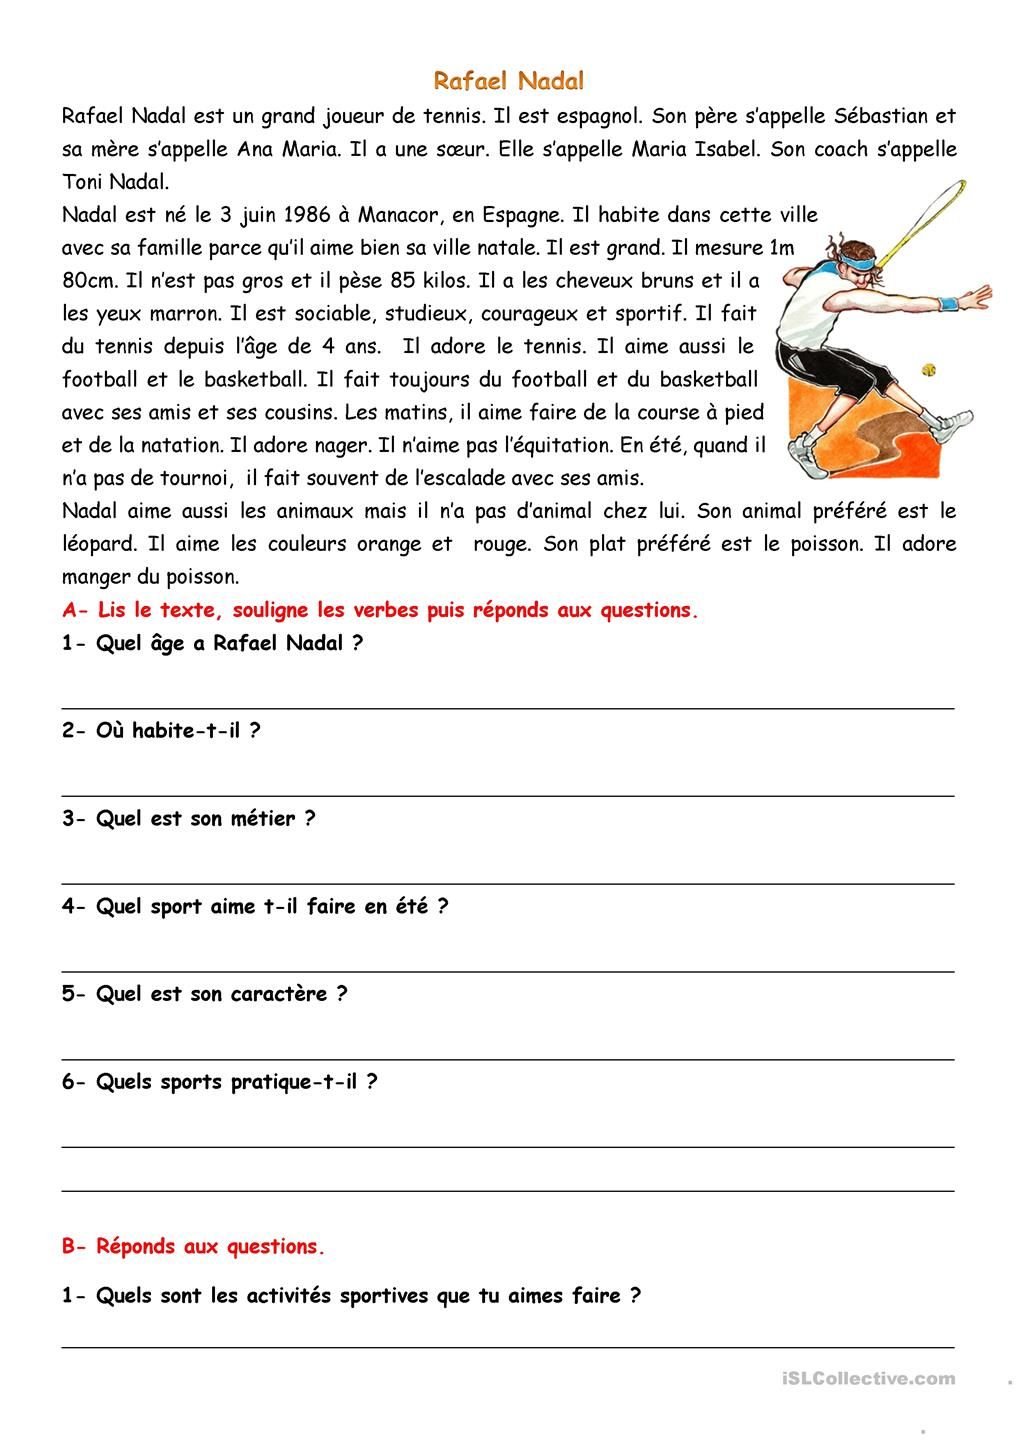 Rafael Nadal
Rafael Nadal est un grand joueur de tennis. Il est espagnol. Son père s'appelle Sébastian et
sa mère s'appelle Ana Maria. Il a une sœur. Elle s'appelle Maria Isabel. Son coach s'appelle
Toni Nadal.
Nadal est né le 3 juin 1986 à Manacor, en Espagne. Il habite dans cette ville
avec sa famille parce qu'il aime bien sa ville natale. Il est grand. Il mesure 1m
80cm. Il n'est pas gros et il pèse 85 kilos. Il a les cheveux bruns et il a
les yeux marron. Il est sociable, studieux, courageux et sportif. Il fait
du tennis depuis l'âge de 4 ans. Il adore le tennis. Il aime aussi le
football et le basketball. Il fait toujours du football et du basketball
avec ses amis et ses cousins. Les matins, il aime faire de la course à pied
et de la natation. Il adore nager. Il n'aime pas l'équitation. En été, quand il
n'a pas de tournoi, il fait souvent de l'escalade avec ses amis.
Nadal aime aussi les animaux mais il n'a pas d'animal chez lui. Son animal préféré est le
léopard. Il aime les couleurs orange et rouge. Son plat préféré est le poisson. Il adore
manger du poisson.
A- Lis le texte, souligne les verbes puis réponds aux questions.
1- Quel âge a Rafael Nadal ?
2- Où habite-t-il ?
3- Quel est son métier ?
4- Quel sport aime t-il faire en été ?
5- Quel est son caractère ?
6- Quels sports pratique-t-il ?
B- Réponds aux questions.
1- Quels sont les activités sportives que tu aimes faire ?
iSLCollective.com